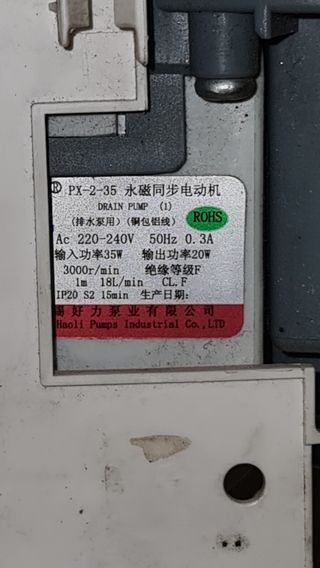 ® PX-2-35 永磁同步电动机
DRAIN PUMP (1)
(排水泵用) (铜包铝线) ROHS
Ac 220-240V 50Hz 0.3A
输入功率35W 输出功率20W
3000r/min 绝缘等级F
1m 18L/min CL.F
IP20 S2 15min 生产日期:
好力泵业有限公司
Haoli Pumps Industrial Co.,LTD